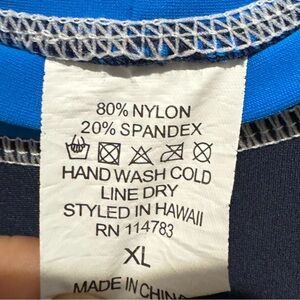 80% NYLON
20% SPANDEX
HAND WASH COLD
LINE DRY
STYLED IN HAWAII
RN 114783
XL
MADE IN CHINA